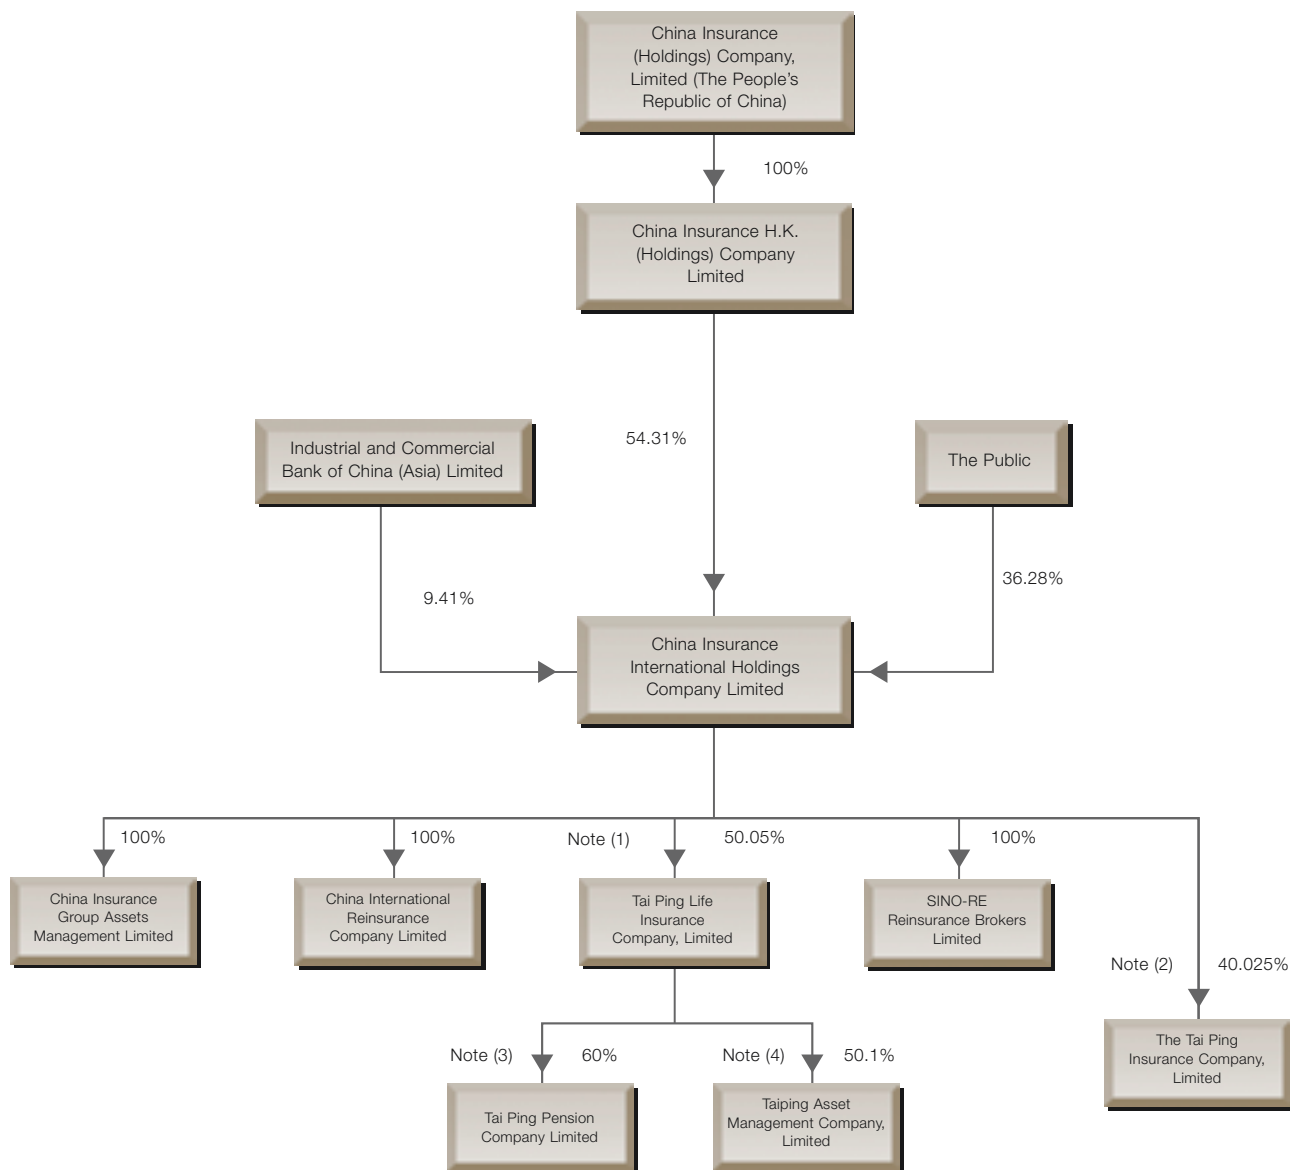 China Insurance
(Holdings) Company,
Limited (The People's
Republic of China)
100%
China Insurance H.K.
(Holdings) Company
Limited
Industrial and Commercial
Bank of China (Asia) Limited
54.31%
The Public
9.41%
36.28%
China Insurance
International Holdings
Company Limited
100%
100%
Note (1)
50.05%
100%
China Insurance
Group Assets
Management Limited
China International
Reinsurance
Company Limited
Tai Ping Life
Insurance
Company, Limited
SINO-RE
Reinsurance Brokers
Limited
Note (2)
40.025%
The Tai Ping
Insurance Company,
Limited
Note (3)
60%
Note (4)
50.1%
Tai Ping Pension
Company Limited
Taiping Asset
Management Company,
Limited